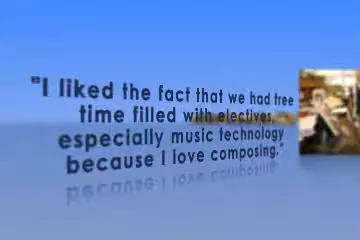 "I liked the fact that we had free
time filled with electives,
especially music technology
because I love composing."